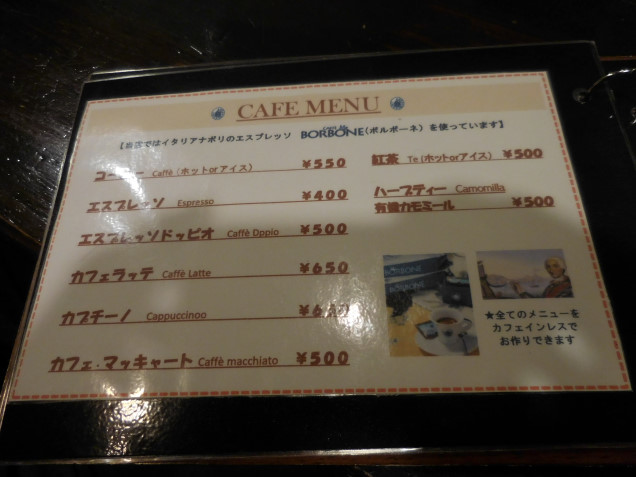 CAFE MENU
【当店ではイタリアナポリのエスプレッソ BORBONE(ボルボーネ) を使っています】
コーヒー Caffè (ホットorアイス) ¥550
エスプレッソ Espresso ¥400
エスプレッソドッピオ Caffè Dppio ¥500
カフェラッテ Caffè Latte ¥650
カプチーノ Cappuccinoo
カフェ・マッキャート Caffè macchiato ¥500
紅茶 Te (ホットorアイス) ¥500
ハーブティー Camomilla
有機カモミール ¥500
BORBONE
★全てのメニューを
カフェインレスで
お作りできます